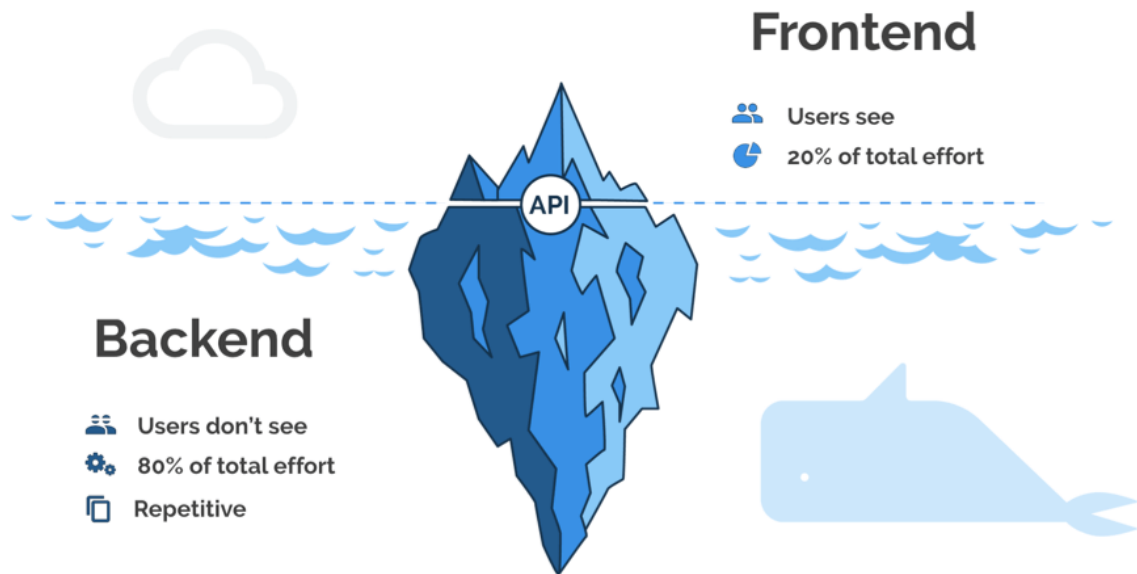 Frontend
Users see
20% of total effort
API
Backend
Users don't see
80% of total effort
Repetitive